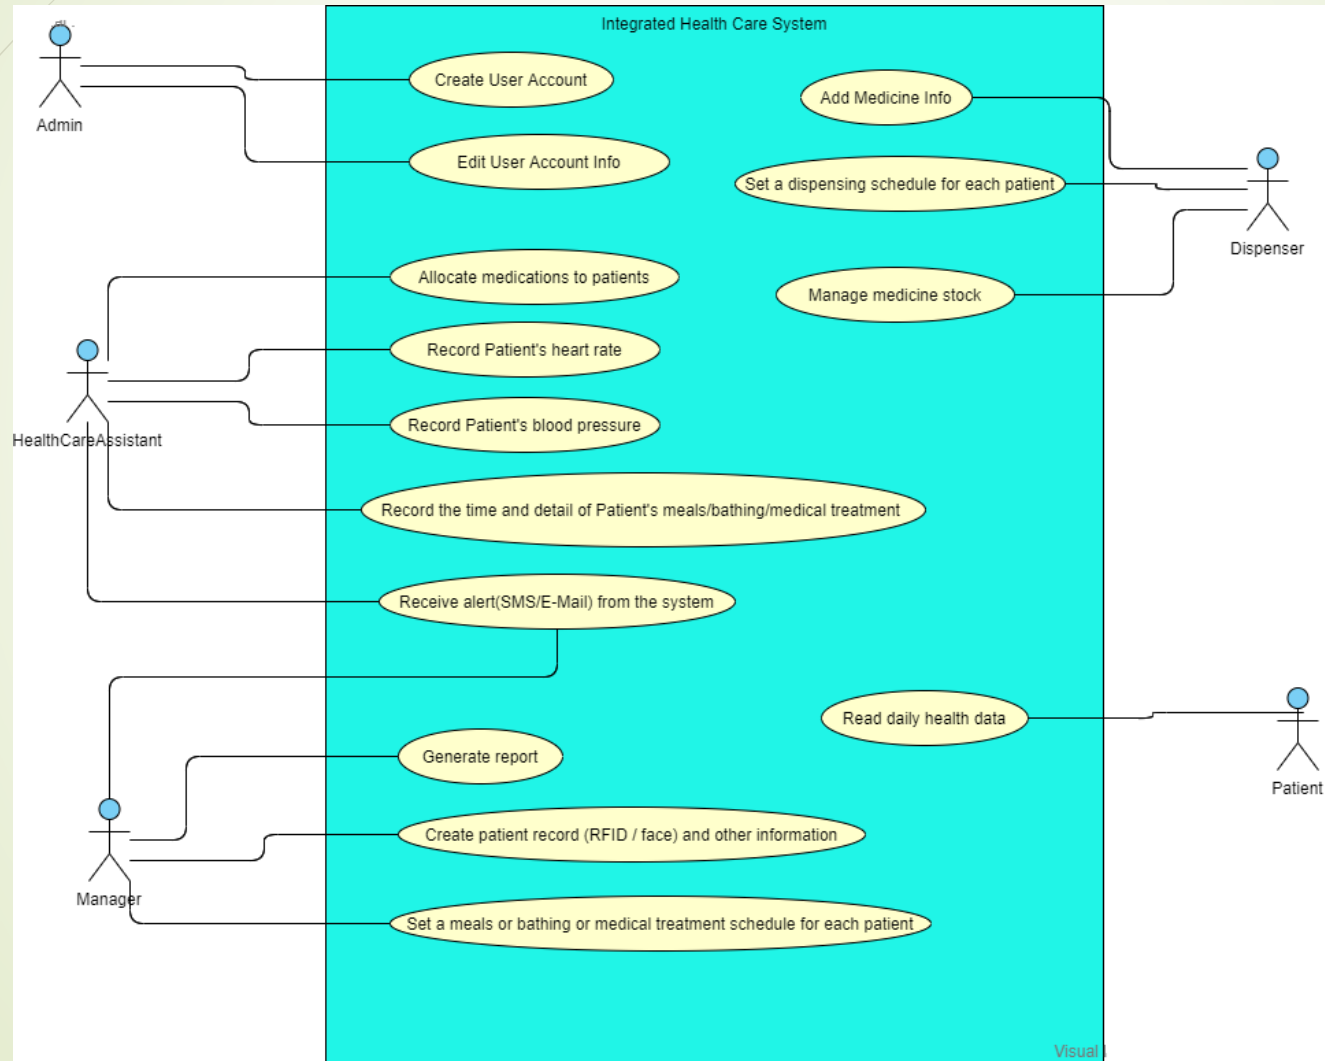 Integrated Health Care System
Create User Account
Add Medicine Info
Admin
Edit User Account Info
Set a dispensing schedule for each patient
Dispenser
Allocate medications to patients
Manage medicine stock
Record Patient's heart rate
Record Patient's blood pressure
HealthCareAssistant
Record the time and detail of Patient's meals/bathing/medical treatment
Receive alert(SMS/E-Mail) from the system
Read daily health data
Generate report
Patient
Create patient record (RFID / face) and other information
Manager
Set a meals or bathing or medical treatment schedule for each patient
Visual